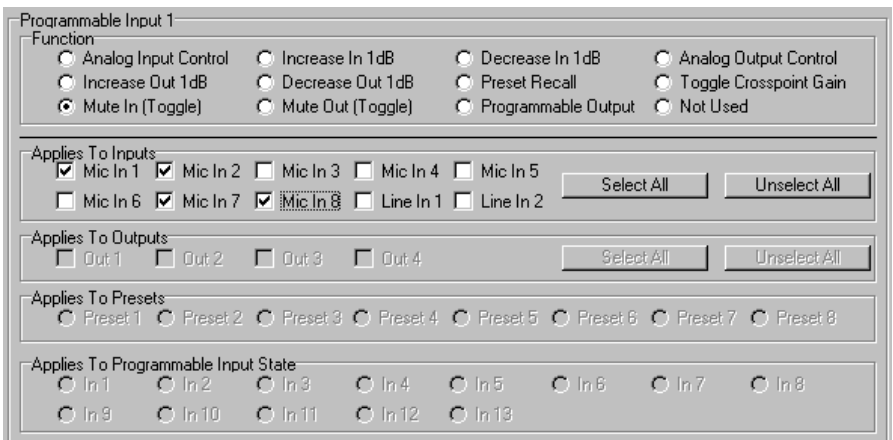 Programmable Input 1
Function
Analog Input Control Increase In 1dB Decrease In 1dB Analog Output Control
Increase Out 1dB Decrease Out 1dB Preset Recall Toggle Crosspoint Gain
Mute In (Toggle) Mute Out (Toggle) Programmable Output Not Used
Applies To Inputs
Mic In 1 Mic In 2 Mic In 3 Mic In 4 Mic In 5
Select All Unselect All
Mic In 6 Mic In 7 Mic In 8 Line In 1 Line In 2
Applies To Outputs
Out 1 Out 2 Out 3 Out 4 Select All Unselect All
Applies To Presets
Preset 1 Preset 2 Preset 3 Preset 4 Preset 5 Preset 6 Preset 7 Preset 8
Applies To Programmable Input State
In 1 In 2 In 3 In 4 In 5 In 6 In 7 In 8
In 9 In 10 In 11 In 12 In 13